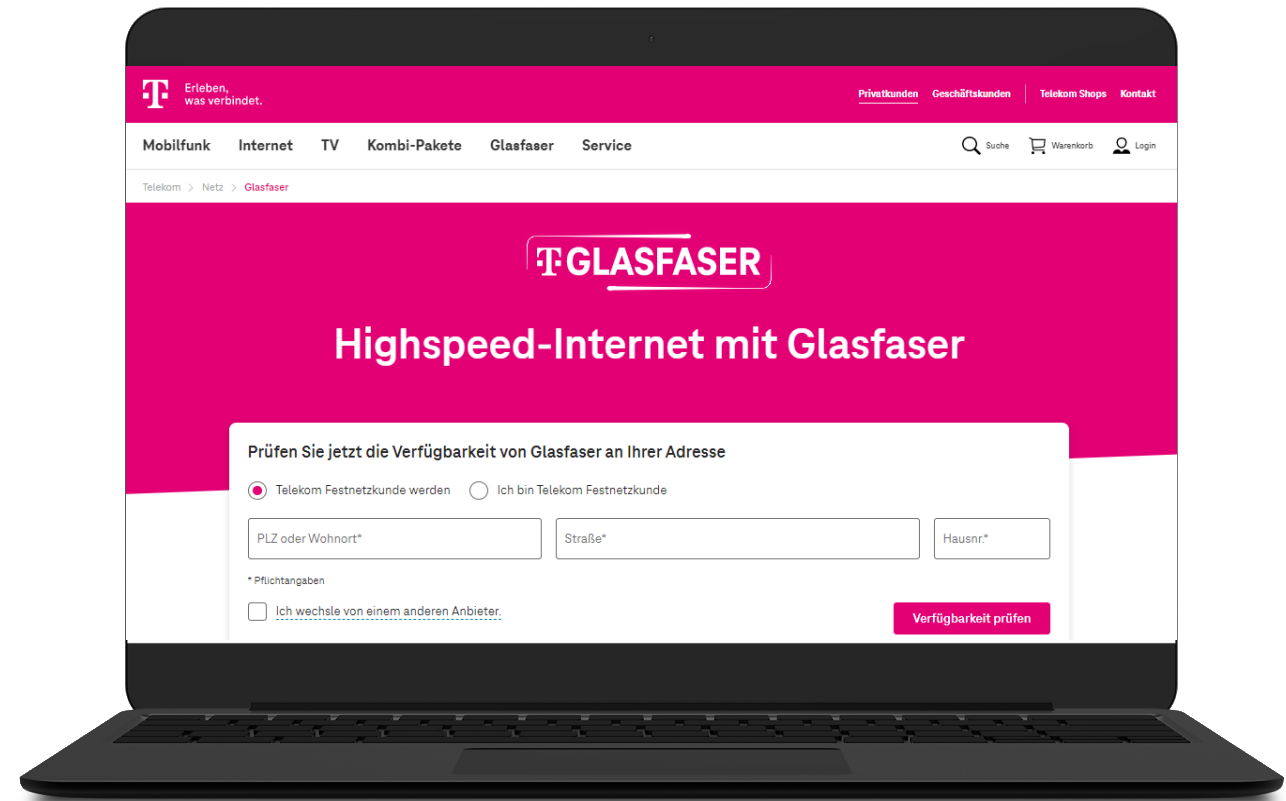 T Erleben,
was verbindet.
Privatkunden Geschäftskunden Telekom Shops Kontakt
Mobilfunk Internet TV Kombi-Pakete Glasfaser Service Suche Warenkorb Login
Telekom > Netz > Glasfaser
T GLASFASER
Highspeed-Internet mit Glasfaser
Prüfen Sie jetzt die Verfügbarkeit von Glasfaser an Ihrer Adresse
Telekom Festnetzkunde werden Ich bin Telekom Festnetzkunde
PLZ oder Wohnort* Straße* Hausnr.*
* Pflichtangaben
Ich wechsle von einem anderen Anbieter.
Verfügbarkeit prüfen